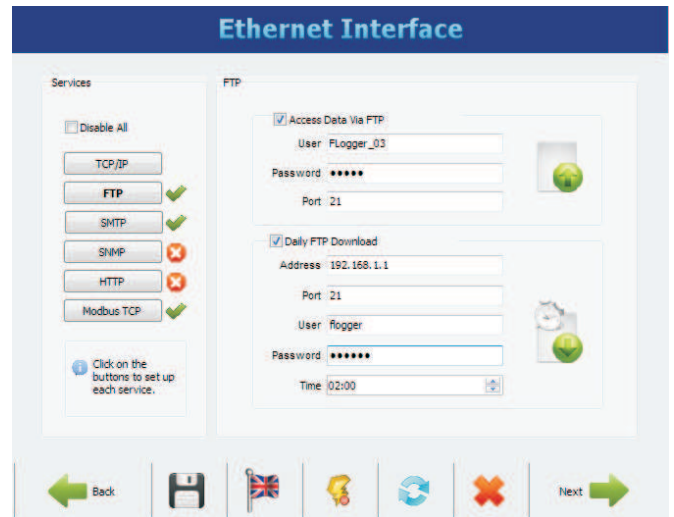 Ethernet Interface
Services
Disable All
TCP/IP
FTP
SMTP
SNMP
HTTP
Modbus TCP
Click on the
buttons to set up
each service.
FTP
Access Data Via FTP
User FLogger_03
Password •••••
Port 21
Daily FTP Download
Address 192.168.1.1
Port 21
User flogger
Password ••••••
Time 02:00
Back
Next